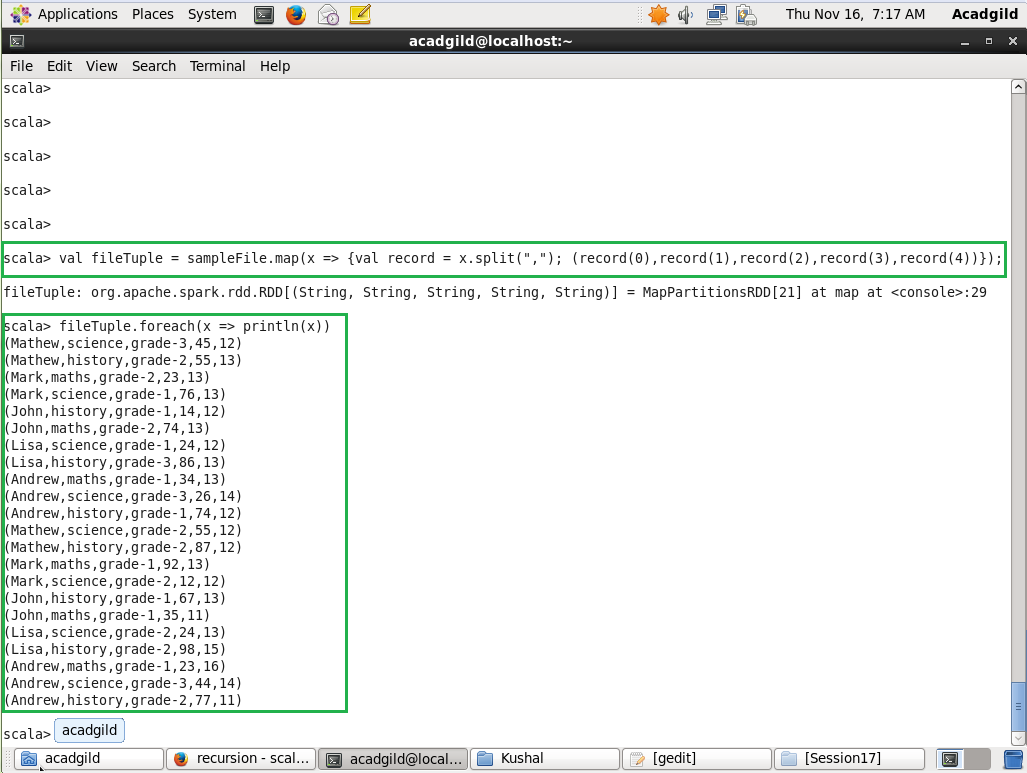 Applications Places System Thu Nov 16, 7:17 AM Acadgild
acadgild@localhost:~
File Edit View Search Terminal Help
scala>
scala>
scala>
scala>
scala>
scala> val fileTuple = sampleFile.map(x => {val record = x.split(","); (record(0),record(1),record(2),record(3),record(4))});
fileTuple: org.apache.spark.rdd.RDD[(String, String, String, String, String)] = MapPartitionsRDD[21] at map at <console>:29
scala> fileTuple.foreach(x => println(x))
(Mathew,science,grade-3,45,12)
(Mathew,history,grade-2,55,13)
(Mark,maths,grade-2,23,13)
(Mark,science,grade-1,76,13)
(John,history,grade-1,14,12)
(John,maths,grade-2,74,13)
(Lisa,science,grade-1,24,12)
(Lisa,history,grade-3,86,13)
(Andrew,maths,grade-1,34,13)
(Andrew,science,grade-3,26,14)
(Andrew,history,grade-1,74,12)
(Mathew,science,grade-2,55,12)
(Mathew,history,grade-2,87,12)
(Mark,maths,grade-1,92,13)
(Mark,science,grade-2,12,12)
(John,history,grade-1,67,13)
(John,maths,grade-1,35,11)
(Lisa,science,grade-2,24,13)
(Lisa,history,grade-2,98,15)
(Andrew,maths,grade-1,23,16)
(Andrew,science,grade-3,44,14)
(Andrew,history,grade-2,77,11)
scala> acadgild
acadgild recursion - scal... acadgild@local... Kushal [gedit] [Session17]